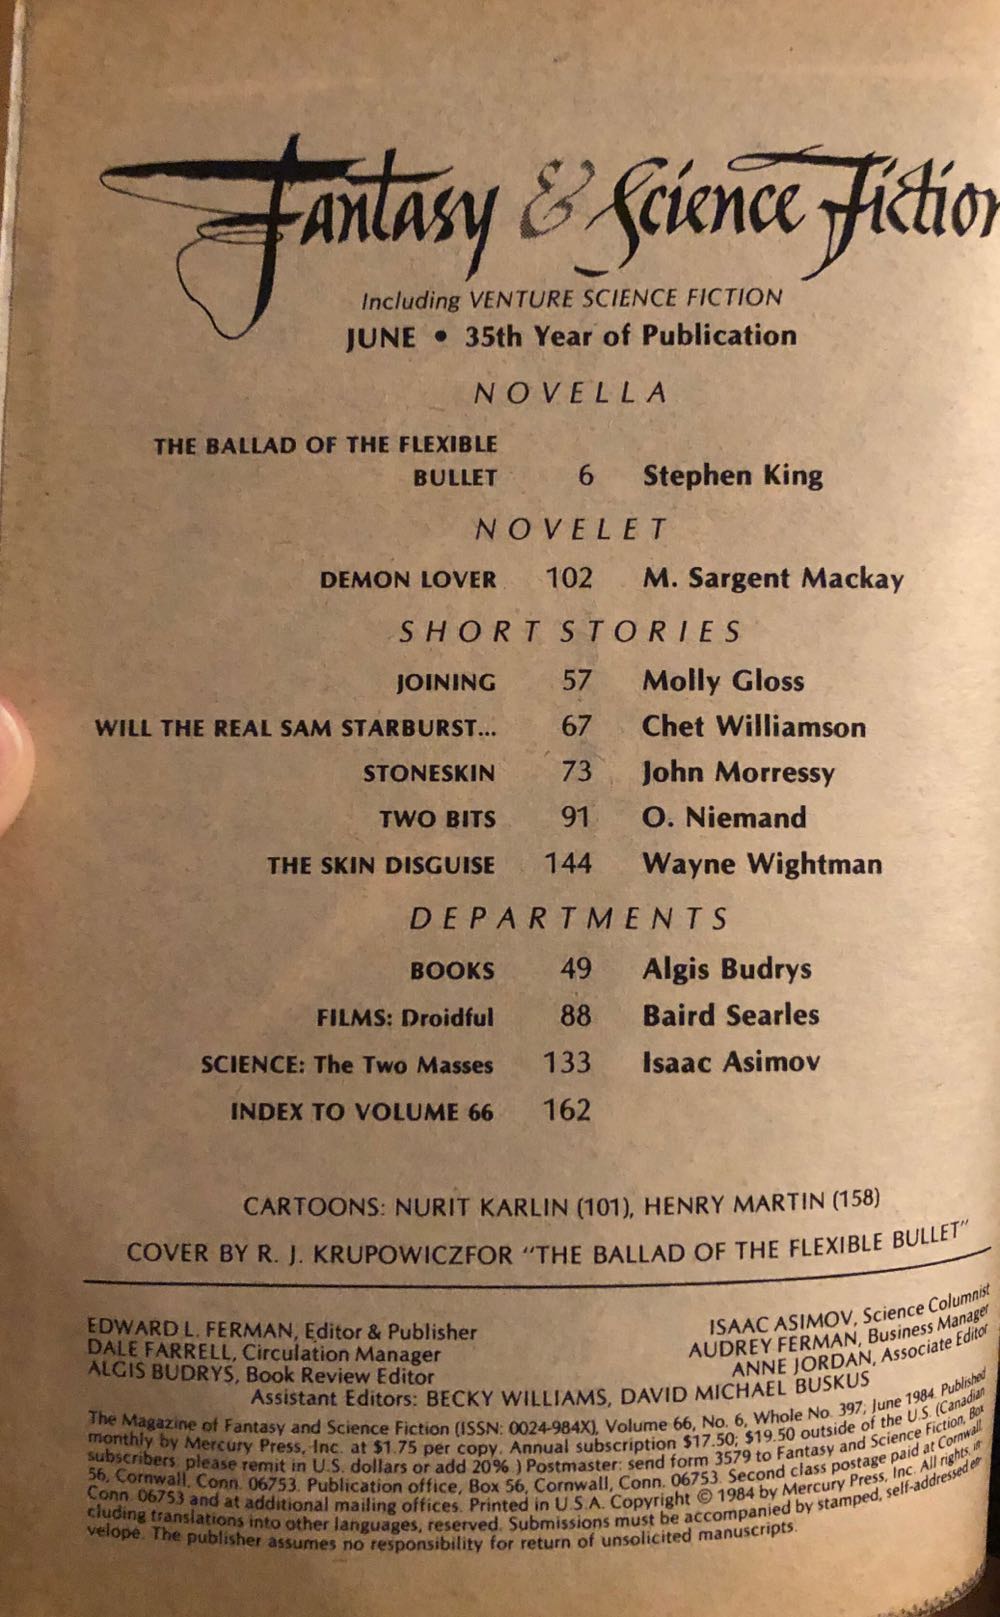 Fantasy & Science Fiction
Including VENTURE SCIENCE FICTION
JUNE • 35th Year of Publication
NOVELLA
THE BALLAD OF THE FLEXIBLE
BULLET 6 Stephen King
NOVELET
DEMON LOVER 102 M. Sargent Mackay
SHORT STORIES
JOINING 57 Molly Gloss
WILL THE REAL SAM STARBURST... 67 Chet Williamson
STONESKIN 73 John Morressy
TWO BITS 91 O. Niemand
THE SKIN DISGUISE 144 Wayne Wightman
DEPARTMENTS
BOOKS 49 Algis Budrys
FILMS: Droidful 88 Baird Searles
SCIENCE: The Two Masses 133 Isaac Asimov
INDEX TO VOLUME 66 162
CARTOONS: NURIT KARLIN (101), HENRY MARTIN (158)
COVER BY R. J. KRUPOWICZFOR "THE BALLAD OF THE FLEXIBLE BULLET"
EDWARD L. FERMAN, Editor & Publisher ISAAC ASIMOV, Science Columnist
DALE FARRELL, Circulation Manager AUDREY FERMAN, Business Manager
ALGIS BUDRYS, Book Review Editor ANNE JORDAN, Associate Editor
Assistant Editors: BECKY WILLIAMS, DAVID MICHAEL BUSKUS
The Magazine of Fantasy and Science Fiction (ISSN: 0024-984X), Volume 66, No. 6, Whole No. 397; June 1984. Published
monthly by Mercury Press, Inc. at $1.75 per copy. Annual subscription $17.50; $19.50 outside of the U.S. (Canadian
subscribers: please remit in U.S. dollars or add 20%.) Postmaster: send form 3579 to Fantasy and Science Fiction, Box
56, Cornwall, Conn. 06753. Publication office, Box 56, Cornwall, Conn. 06753. Second class postage paid at Cornwall,
Conn. 06753 and at additional mailing offices. Printed in U.S.A. Copyright © 1984 by Mercury Press, Inc. All rights, in-
cluding translations into other languages, reserved. Submissions must be accompanied by stamped, self-addressed en-
velope. The publisher assumes no responsibility for return of unsolicited manuscripts.